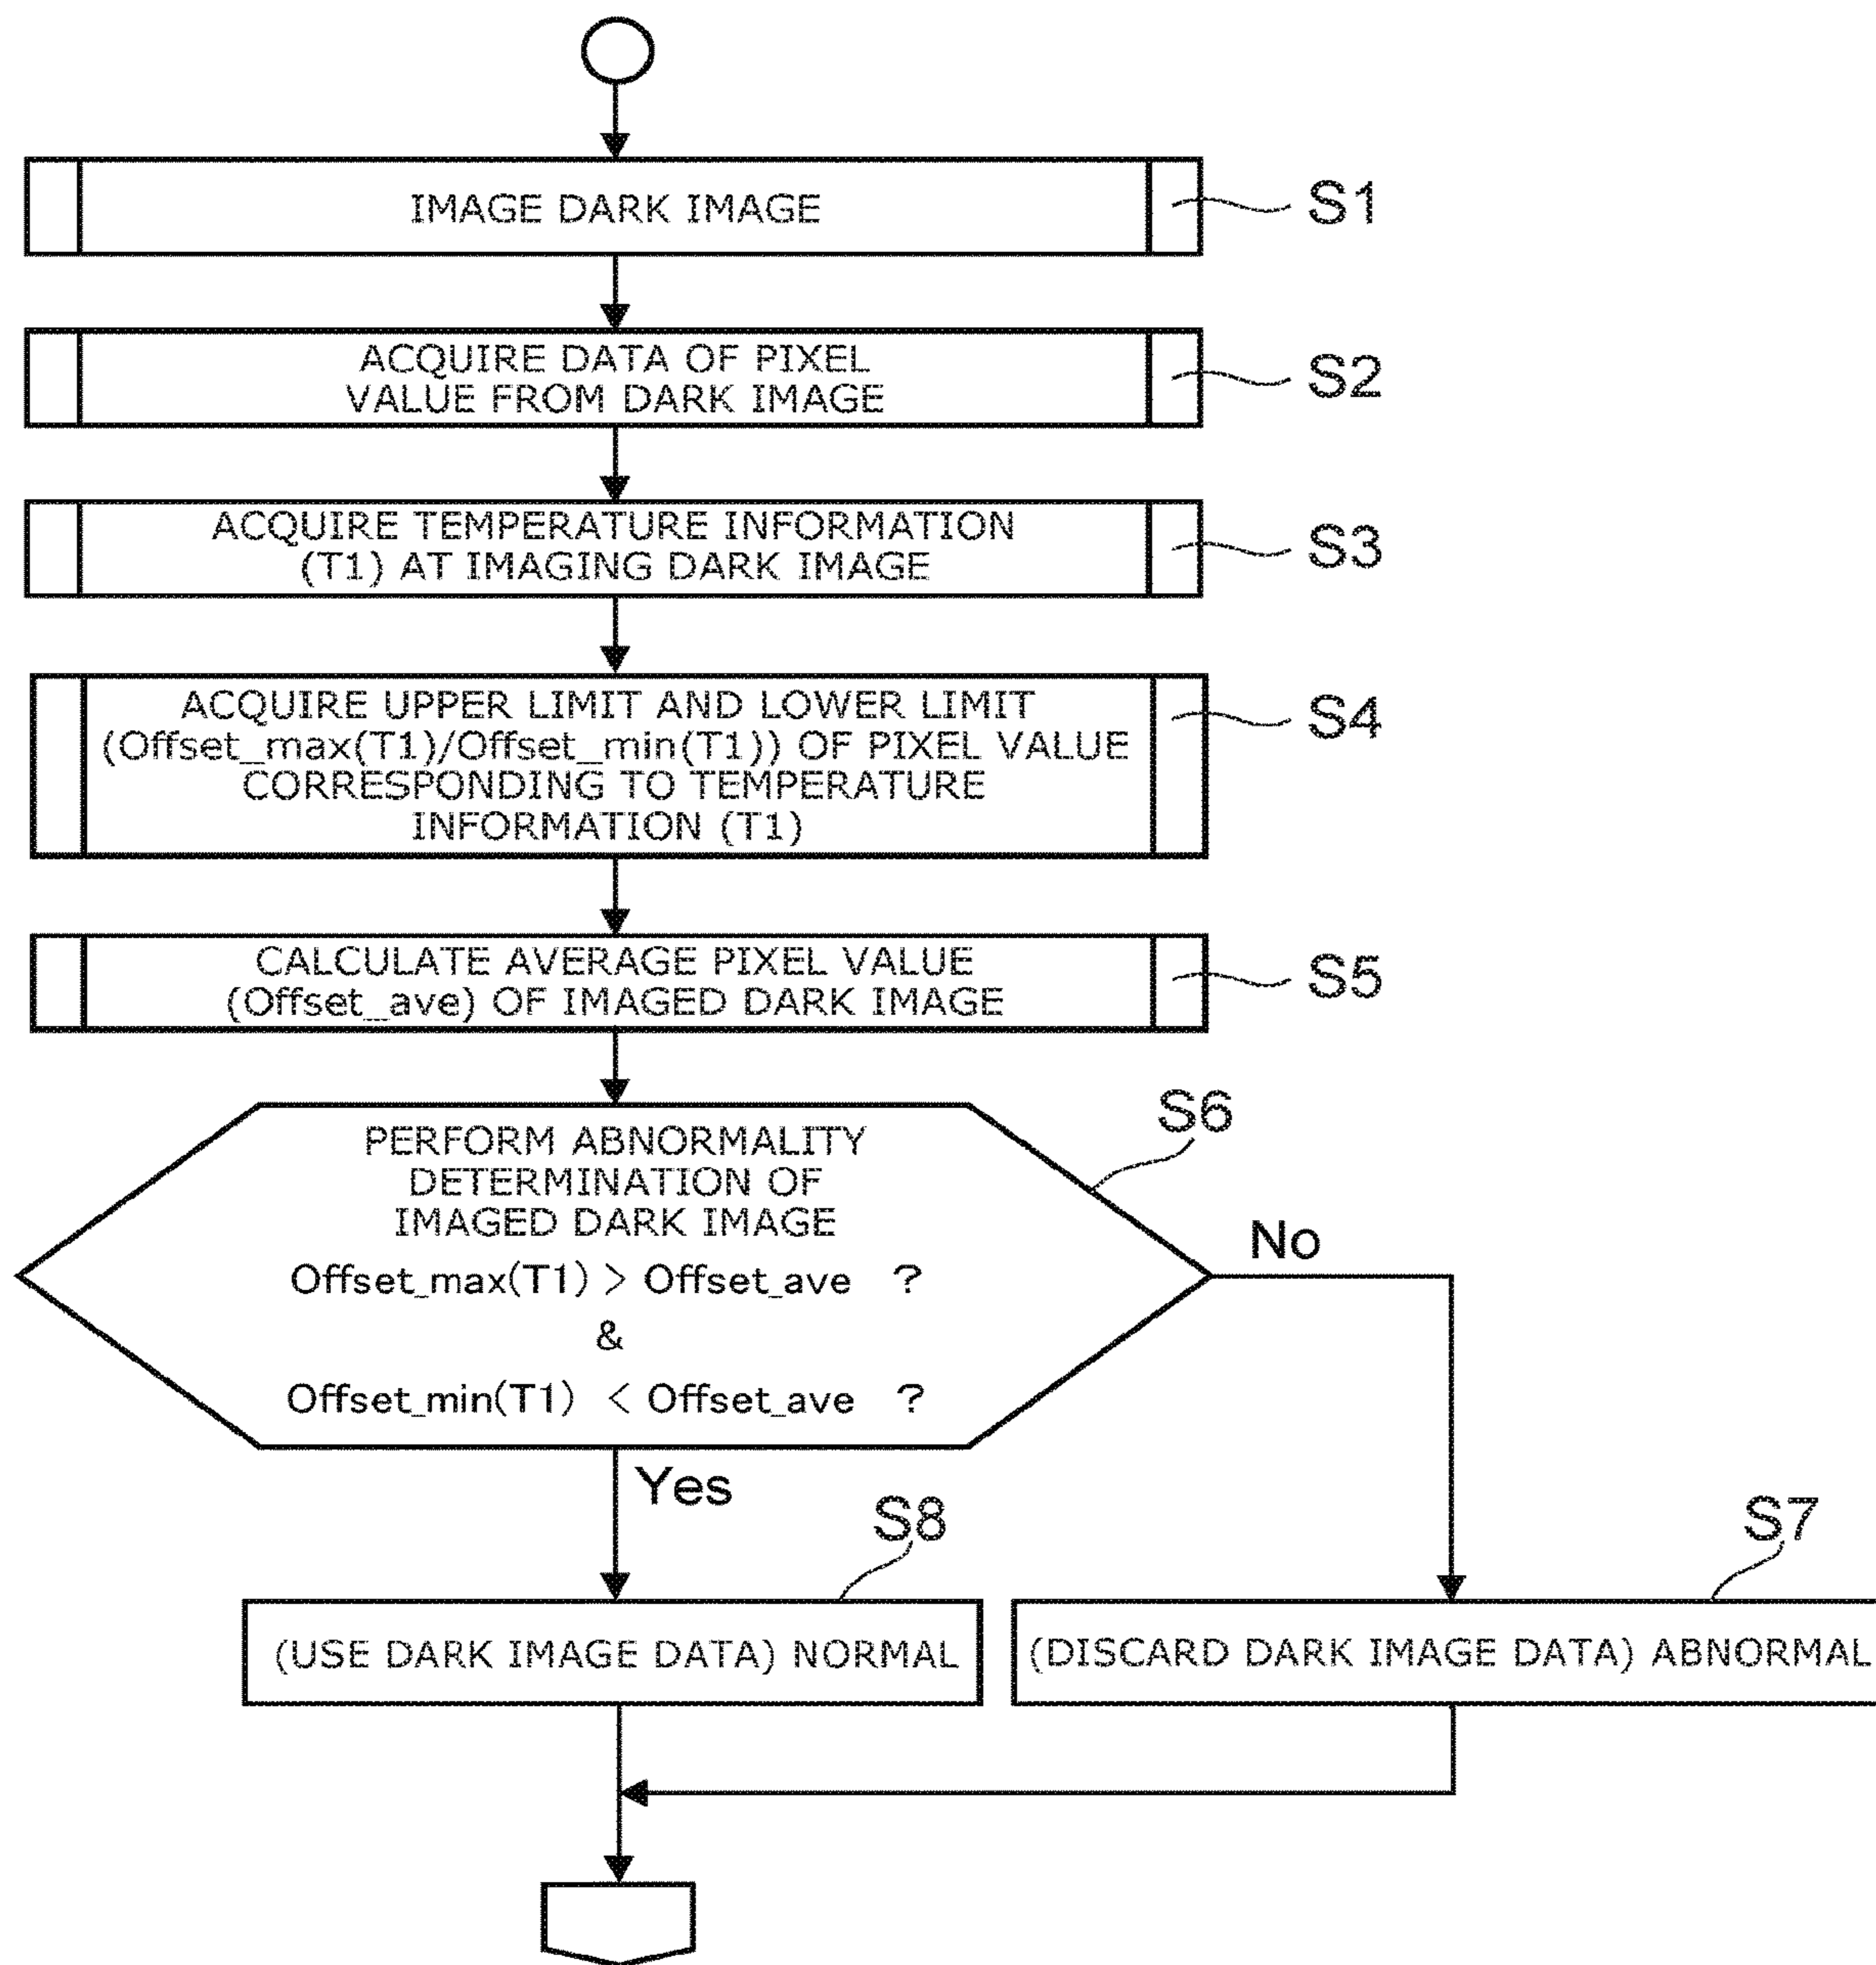 IMAGE DARK IMAGE
S1
ACQUIRE DATA OF PIXEL
VALUE FROM DARK IMAGE
S2
ACQUIRE TEMPERATURE INFORMATION
(T1) AT IMAGING DARK IMAGE
S3
ACQUIRE UPPER LIMIT AND LOWER LIMIT
(Offset_max(T1)/Offset_min(T1)) OF PIXEL VALUE
CORRESPONDING TO TEMPERATURE
INFORMATION (T1)
S4
CALCULATE AVERAGE PIXEL VALUE
(Offset_ave) OF IMAGED DARK IMAGE
S5
PERFORM ABNORMALITY
DETERMINATION OF
IMAGED DARK IMAGE
Offset_max(T1) > Offset_ave ?
&
Offset_min(T1) < Offset_ave ?
S6
No
Yes
S8
S7
(USE DARK IMAGE DATA) NORMAL
(DISCARD DARK IMAGE DATA) ABNORMAL